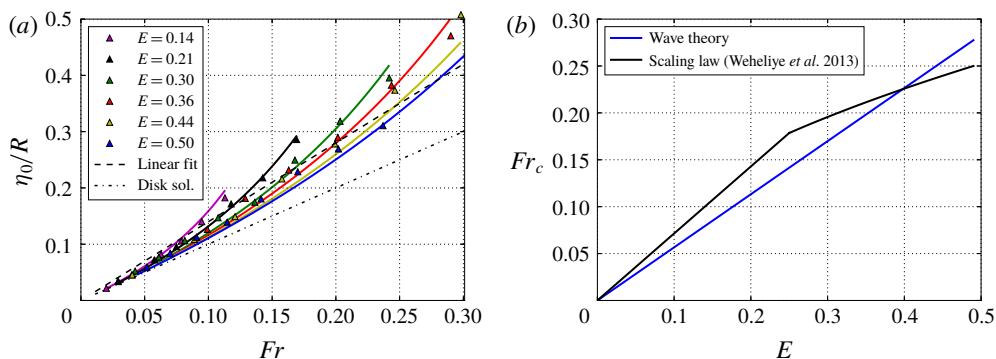 (a)
0.5
0.4
0.3
0.2
0.1
0
η0/R
E = 0.14
E = 0.21
E = 0.30
E = 0.36
E = 0.44
E = 0.50
Linear fit
Disk sol.
0.05
0.10
0.15
0.20
0.25
0.30
Fr
(b)
0.30
0.25
0.20
0.15
0.10
0.05
0
Frc
Wave theory
Scaling law (Weheliye et al. 2013)
0.1
0.2
0.3
0.4
0.5
E